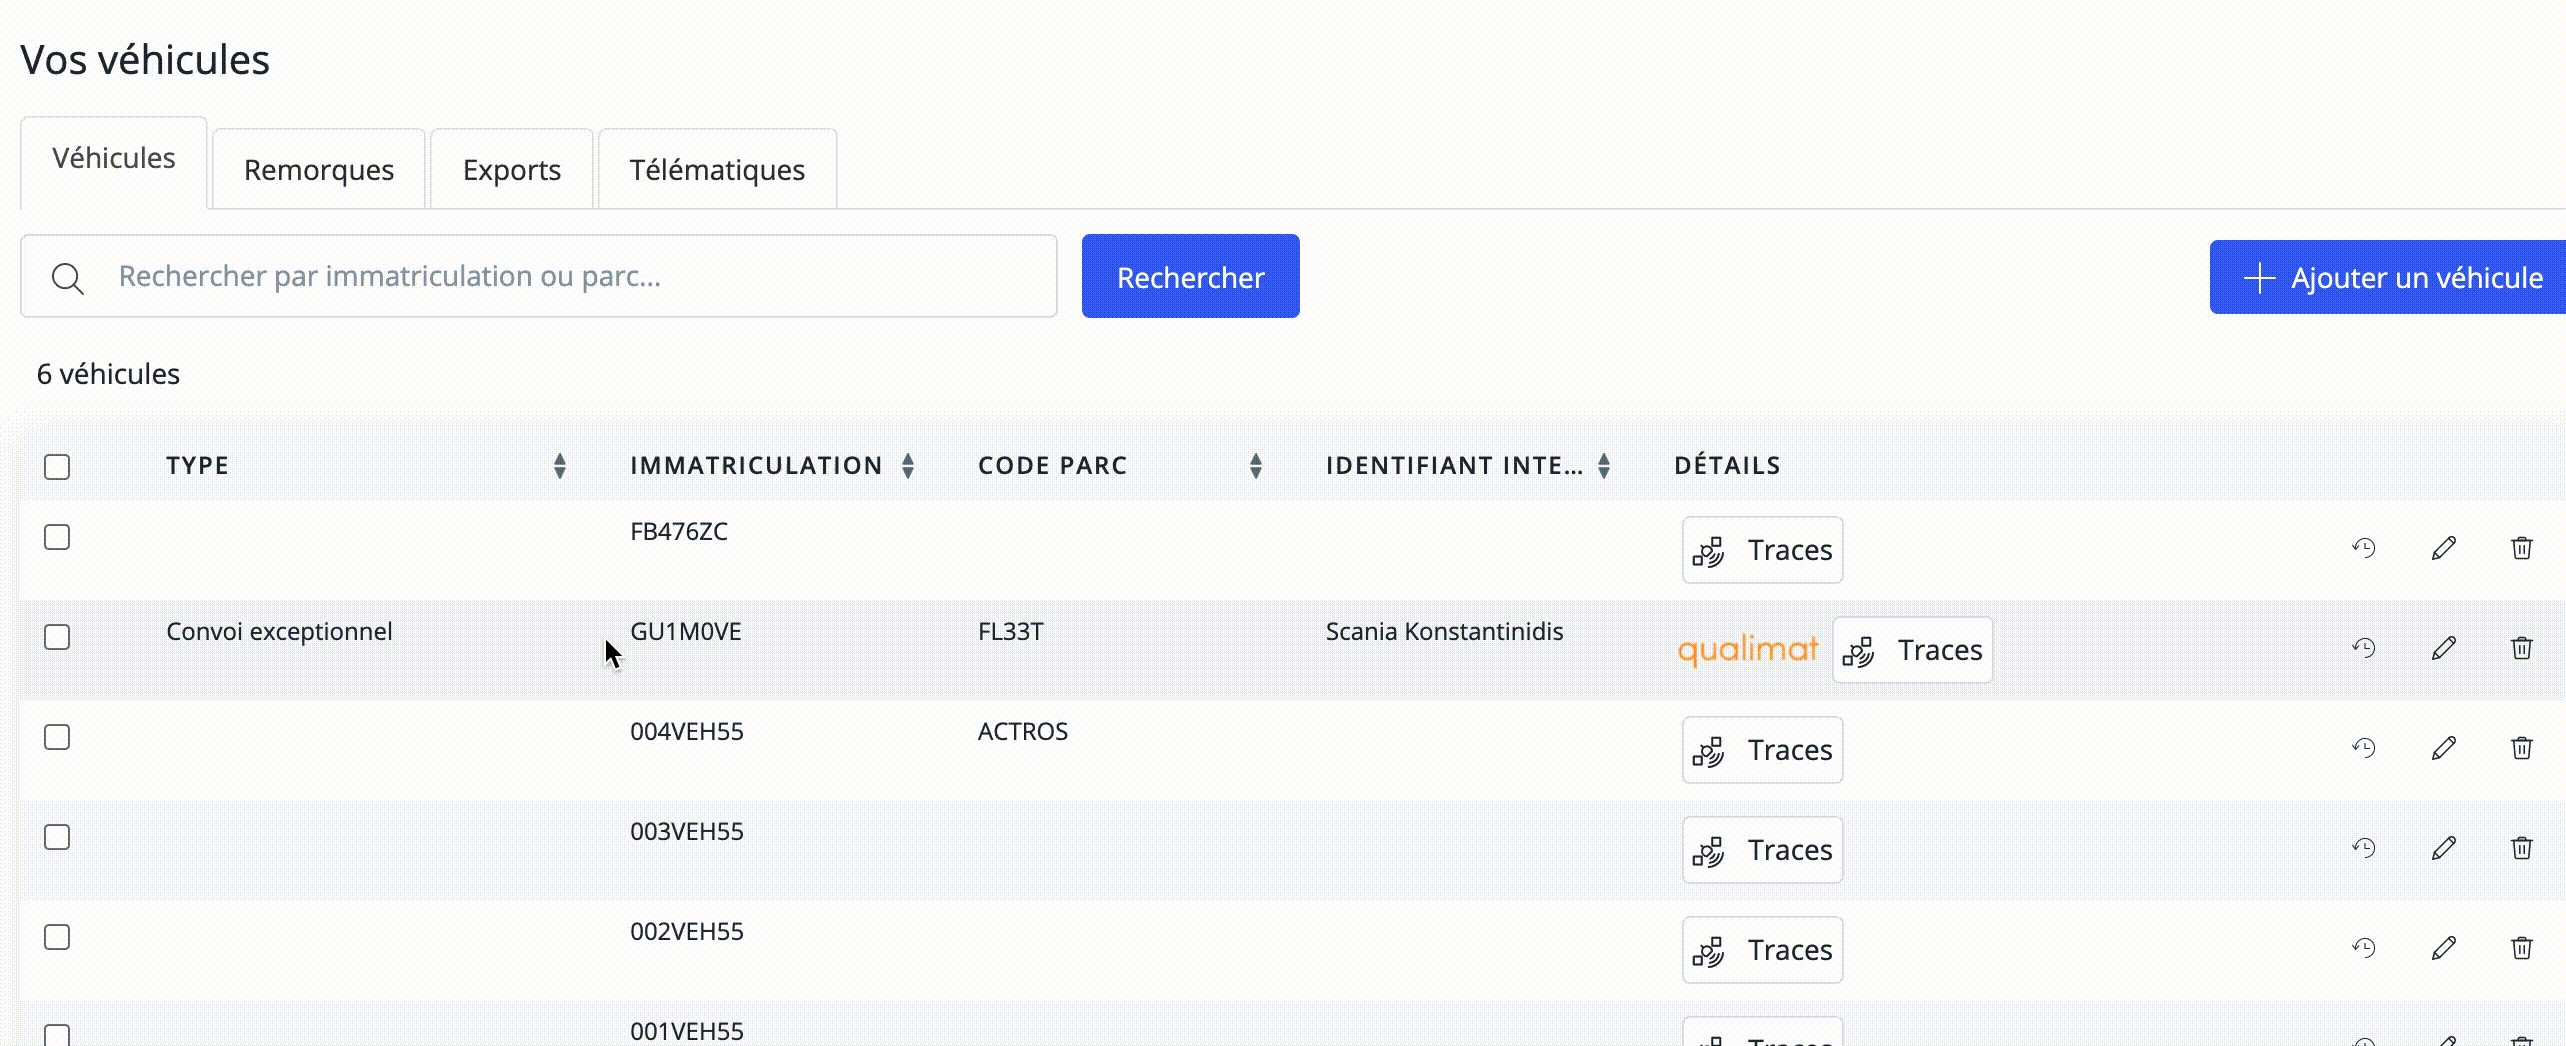 Vos véhicules
Véhicules Remorques Exports Télématiques
Rechercher par immatriculation ou parc... Rechercher Ajouter un véhicule
6 véhicules
TYPE IMMATRICULATION CODE PARC IDENTIFIANT INTE... DÉTAILS
FB476ZC Traces
Convoi exceptionnel GU1M0VE FL33T Scania Konstantinidis qualimat Traces
004VEH55 ACTROS Traces
003VEH55 Traces
002VEH55 Traces
001VEH55 Traces